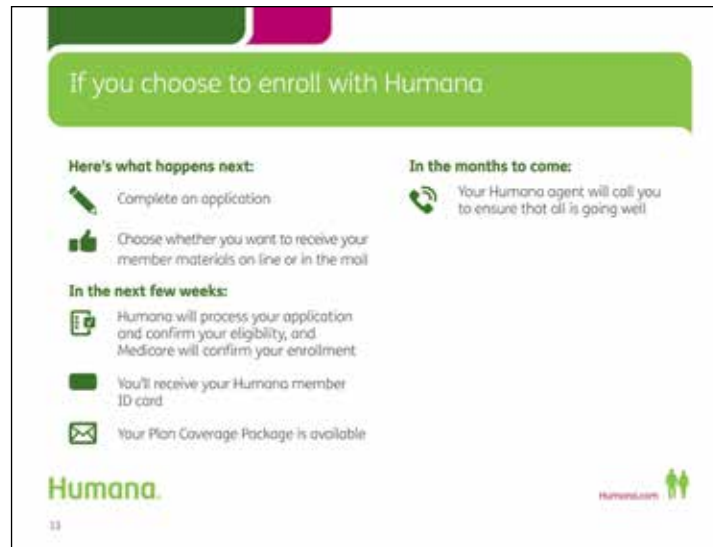 If you choose to enroll with Humana
Here's what happens next:
Complete an application
Choose whether you want to receive your
member materials on line or in the mail
In the next few weeks:
Humana will process your application
and confirm your eligibility, and
Medicare will confirm your enrollment
You'll receive your Humana member
ID card
Your Plan Coverage Package is available
In the months to come:
Your Humana agent will call you
to ensure that all is going well
Humana.
Humana.com
13